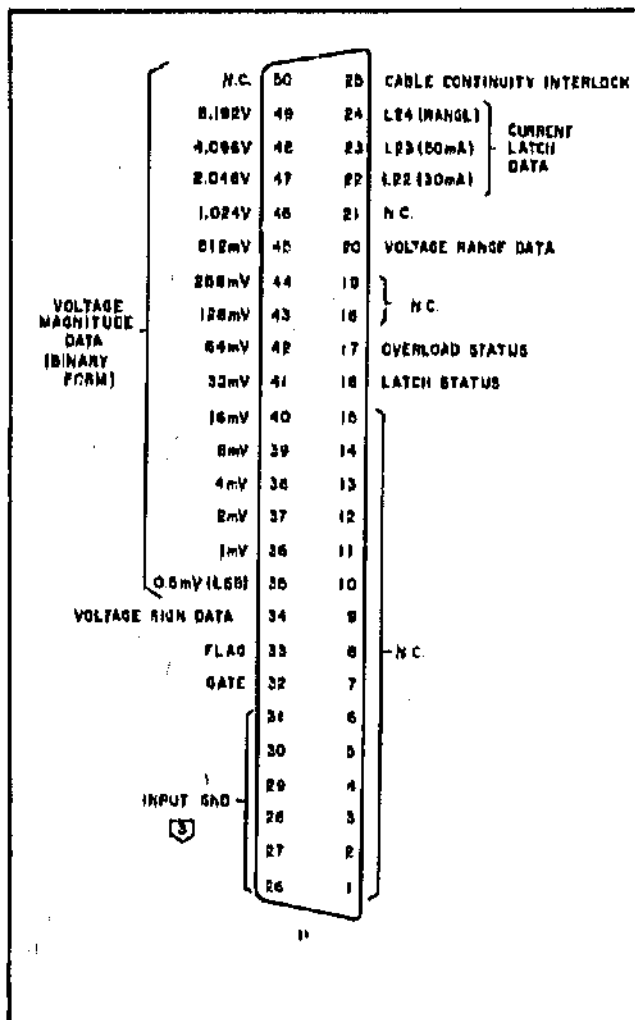 N.C. 50 25 CABLE CONTINUITY INTERLOCK
8.192V 49 24 L24 (RANGE)
4.096V 48 23 L23 (60mA)
2.048V 47 22 L22 (30mA)
CURRENT
LATCH
DATA
1.024V 46 21 N.C.
512mV 45 20 VOLTAGE RANGE DATA
256mV 44 19
128mV 43 18
N.C.
64mV 42 17 OVERLOAD STATUS
32mV 41 16 LATCH STATUS
VOLTAGE
MAGNITUDE
DATA
(BINARY
FORM)
16mV 40 15
8mV 39 14
4mV 38 13
2mV 37 12
1mV 36 11
0.5mV (LSB) 35 10
VOLTAGE SIGN DATA 34 9
FLAG 33 8 N.C.
GATE 32 7
31 6
30 5
29 4
INPUT GND
3
28 3
27 2
26 1